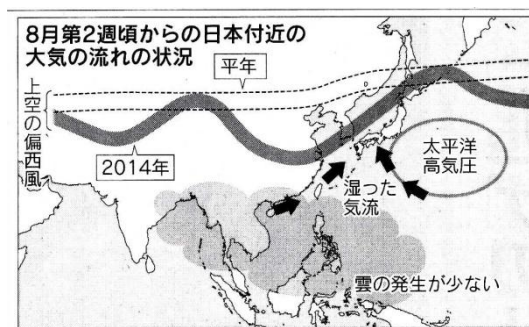 8月第2週頃からの日本付近の
大気の流れの状況
平年
上空の偏西風
2014年
太平洋
高気圧
湿った
気流
雲の発生が少ない